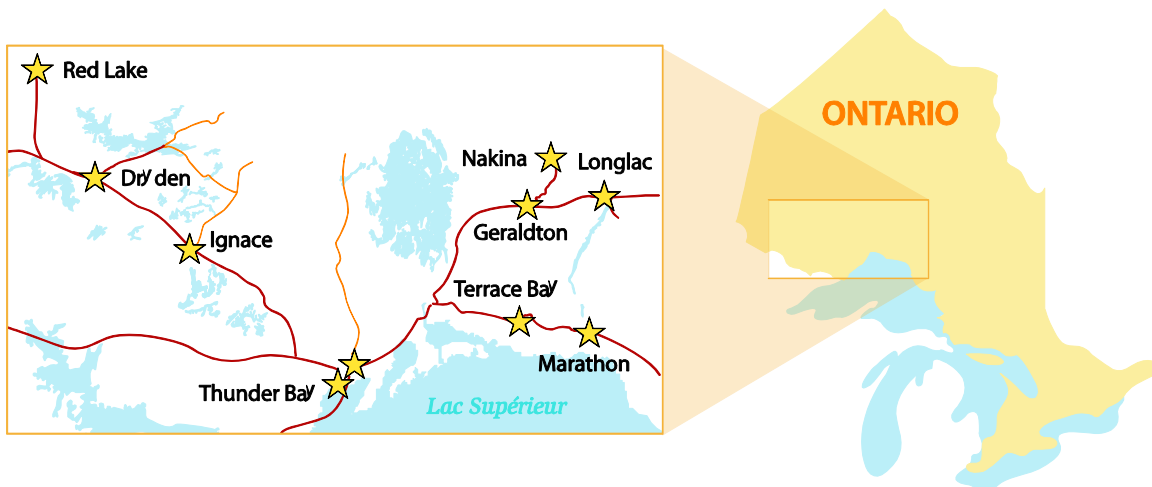 Red Lake
ONTARIO
Nakina
Longlac
Dryden
Geraldton
Ignace
Terrace Bay
Marathon
Thunder Bay
Lac Supérieur